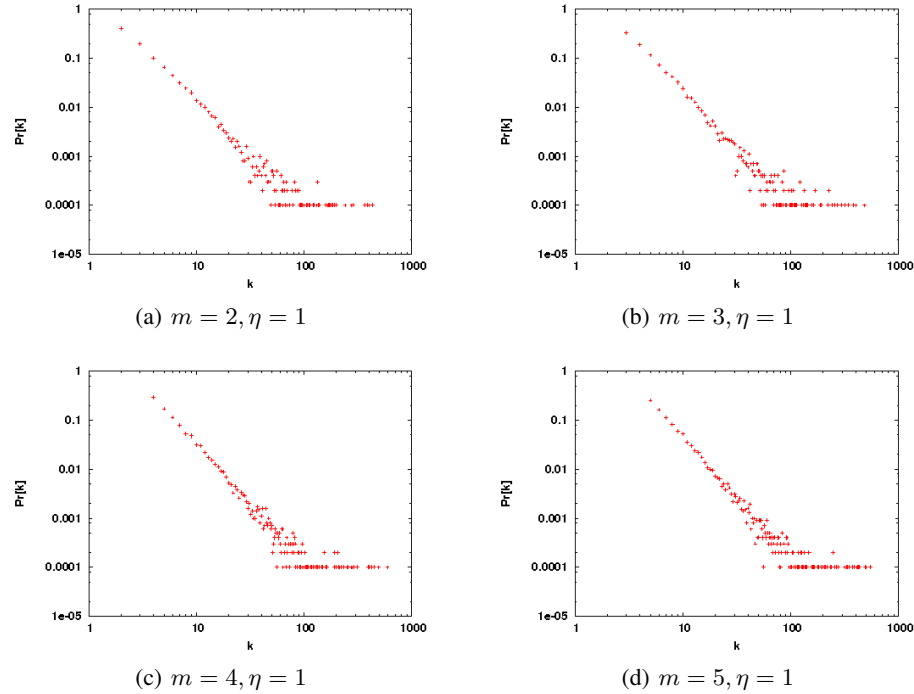 1
0.1
0.01
0.001
0.0001
1e-05
Pr[k]
1 10 100 1000
k
(a) m = 2, η = 1
1
0.1
0.01
0.001
0.0001
1e-05
Pr[k]
1 10 100 1000
k
(b) m = 3, η = 1
1
0.1
0.01
0.001
0.0001
1e-05
Pr[k]
1 10 100 1000
k
(c) m = 4, η = 1
1
0.1
0.01
0.001
0.0001
1e-05
Pr[k]
1 10 100 1000
k
(d) m = 5, η = 1